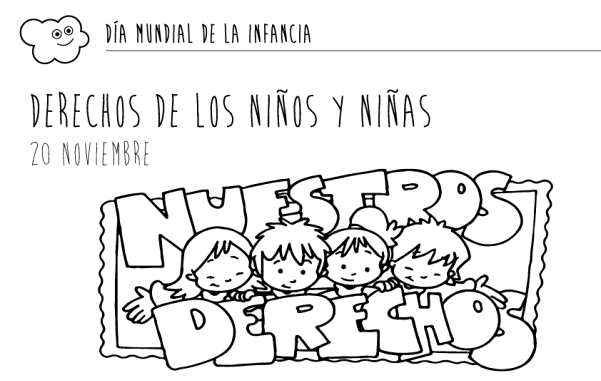 DÍA MUNDIAL DE LA INFANCIA
DERECHOS DE LOS NIÑOS Y NIÑAS
20 NOVIEMBRE
NUESTROS
DERECHOS